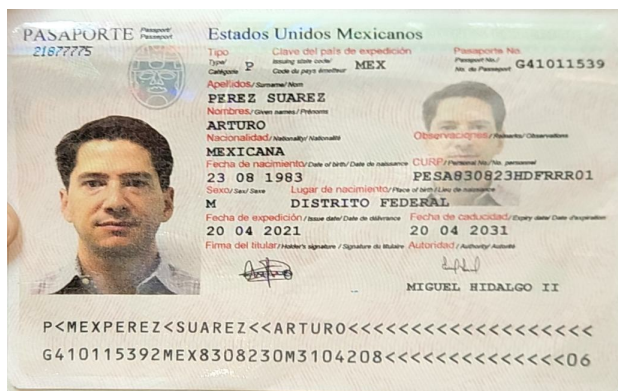 PASAPORTE Passeport/ Passport Estados Unidos Mexicanos
21877775
Tipo Clave del país de expedición Pasaporte No.
Type/ Catégorie P Issuing state code/ Code du pays émetteur MEX Passport No./ No. du Passeport G41011539
Apellidos/ Surname/ Nom
PEREZ SUAREZ
Nombres/ Given names/ Prénoms
ARTURO
Nacionalidad/ Nationality/ Nationalité Observaciones/ Remarks/ Observations
MEXICANA
Fecha de nacimiento/ Date of birth/ Date de naissance CURP/ Personal No./ No. personnel
23 08 1983 PESA830823HDFRRR01
Sexo/ Sex/ Sexe Lugar de nacimiento/ Place of birth/ Lieu de naissance
M DISTRITO FEDERAL
Fecha de expedición/ Issue date/ Date de délivrance Fecha de caducidad/ Expiry date/ Date d'expiration
20 04 2021 20 04 2031
Firma del titular/ Holder's signature / Signature du titulaire Autoridad/ Authority/ Autorité
MIGUEL HIDALGO II
P<MEXPEREZ<SUAREZ<<ARTURO<<<<<<<<<<<<<<<<<<<
G410115392MEX8308230M3104208<<<<<<<<<<<<<<06